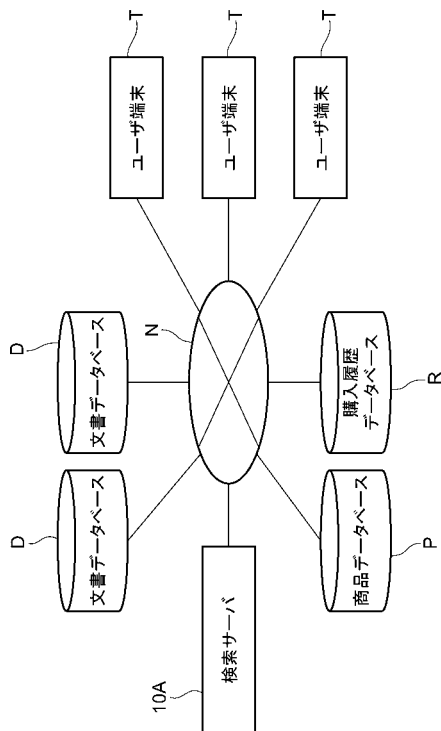 D
文書データベース
D
文書データベース
N
10A
検索サーバ
商品データベース
P
購入履歴
データベース
R
ユーザ端末
T
ユーザ端末
T
ユーザ端末
T